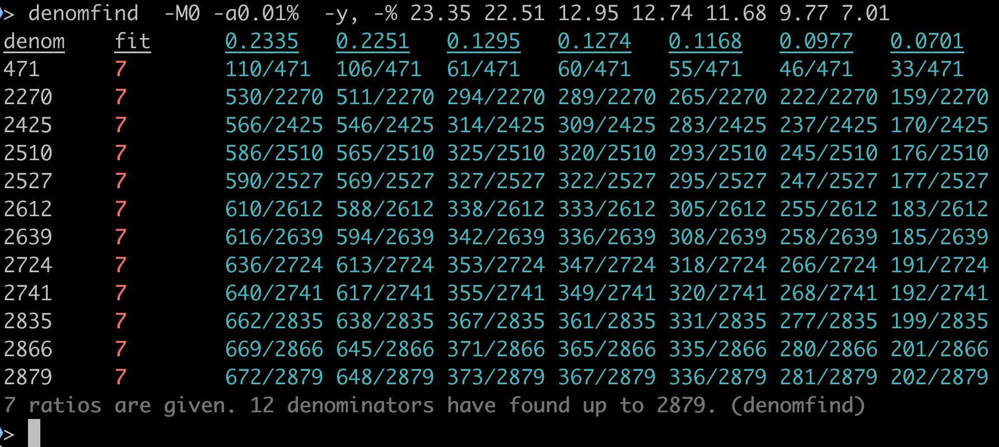 > denomfind  -M0 -a0.01%  -y, -% 23.35 22.51 12.95 12.74 11.68 9.77 7.01
denom fit 0.2335 0.2251 0.1295 0.1274 0.1168 0.0977 0.0701
471 7 110/471 106/471 61/471 60/471 55/471 46/471 33/471
2270 7 530/2270 511/2270 294/2270 289/2270 265/2270 222/2270 159/2270
2425 7 566/2425 546/2425 314/2425 309/2425 283/2425 237/2425 170/2425
2510 7 586/2510 565/2510 325/2510 320/2510 293/2510 245/2510 176/2510
2527 7 590/2527 569/2527 327/2527 322/2527 295/2527 247/2527 177/2527
2612 7 610/2612 588/2612 338/2612 333/2612 305/2612 255/2612 183/2612
2639 7 616/2639 594/2639 342/2639 336/2639 308/2639 258/2639 185/2639
2724 7 636/2724 613/2724 353/2724 347/2724 318/2724 266/2724 191/2724
2741 7 640/2741 617/2741 355/2741 349/2741 320/2741 268/2741 192/2741
2835 7 662/2835 638/2835 367/2835 361/2835 331/2835 277/2835 199/2835
2866 7 669/2866 645/2866 371/2866 365/2866 335/2866 280/2866 201/2866
2879 7 672/2879 648/2879 373/2879 367/2879 336/2879 281/2879 202/2879
7 ratios are given. 12 denominators have found up to 2879. (denomfind)
>